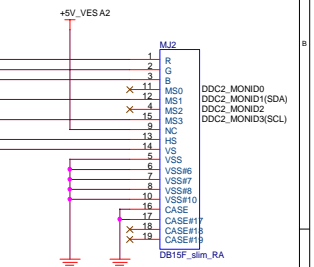 +5V_VESA2
MJ2
B
1 R
2 G
3 B
11 MS0 DDC2_MONID0
12 MS1 DDC2_MONID1(SDA)
4 MS2 DDC2_MONID2
15 MS3 DDC2_MONID3(SCL)
9 NC
13 HS
14 VS
5 VSS
6 VSS#6
7 VSS#7
8 VSS#8
10 VSS#10
16 CASE
17 CASE#17
18 CASE#18
19 CASE#19
DB15F_slim_RA